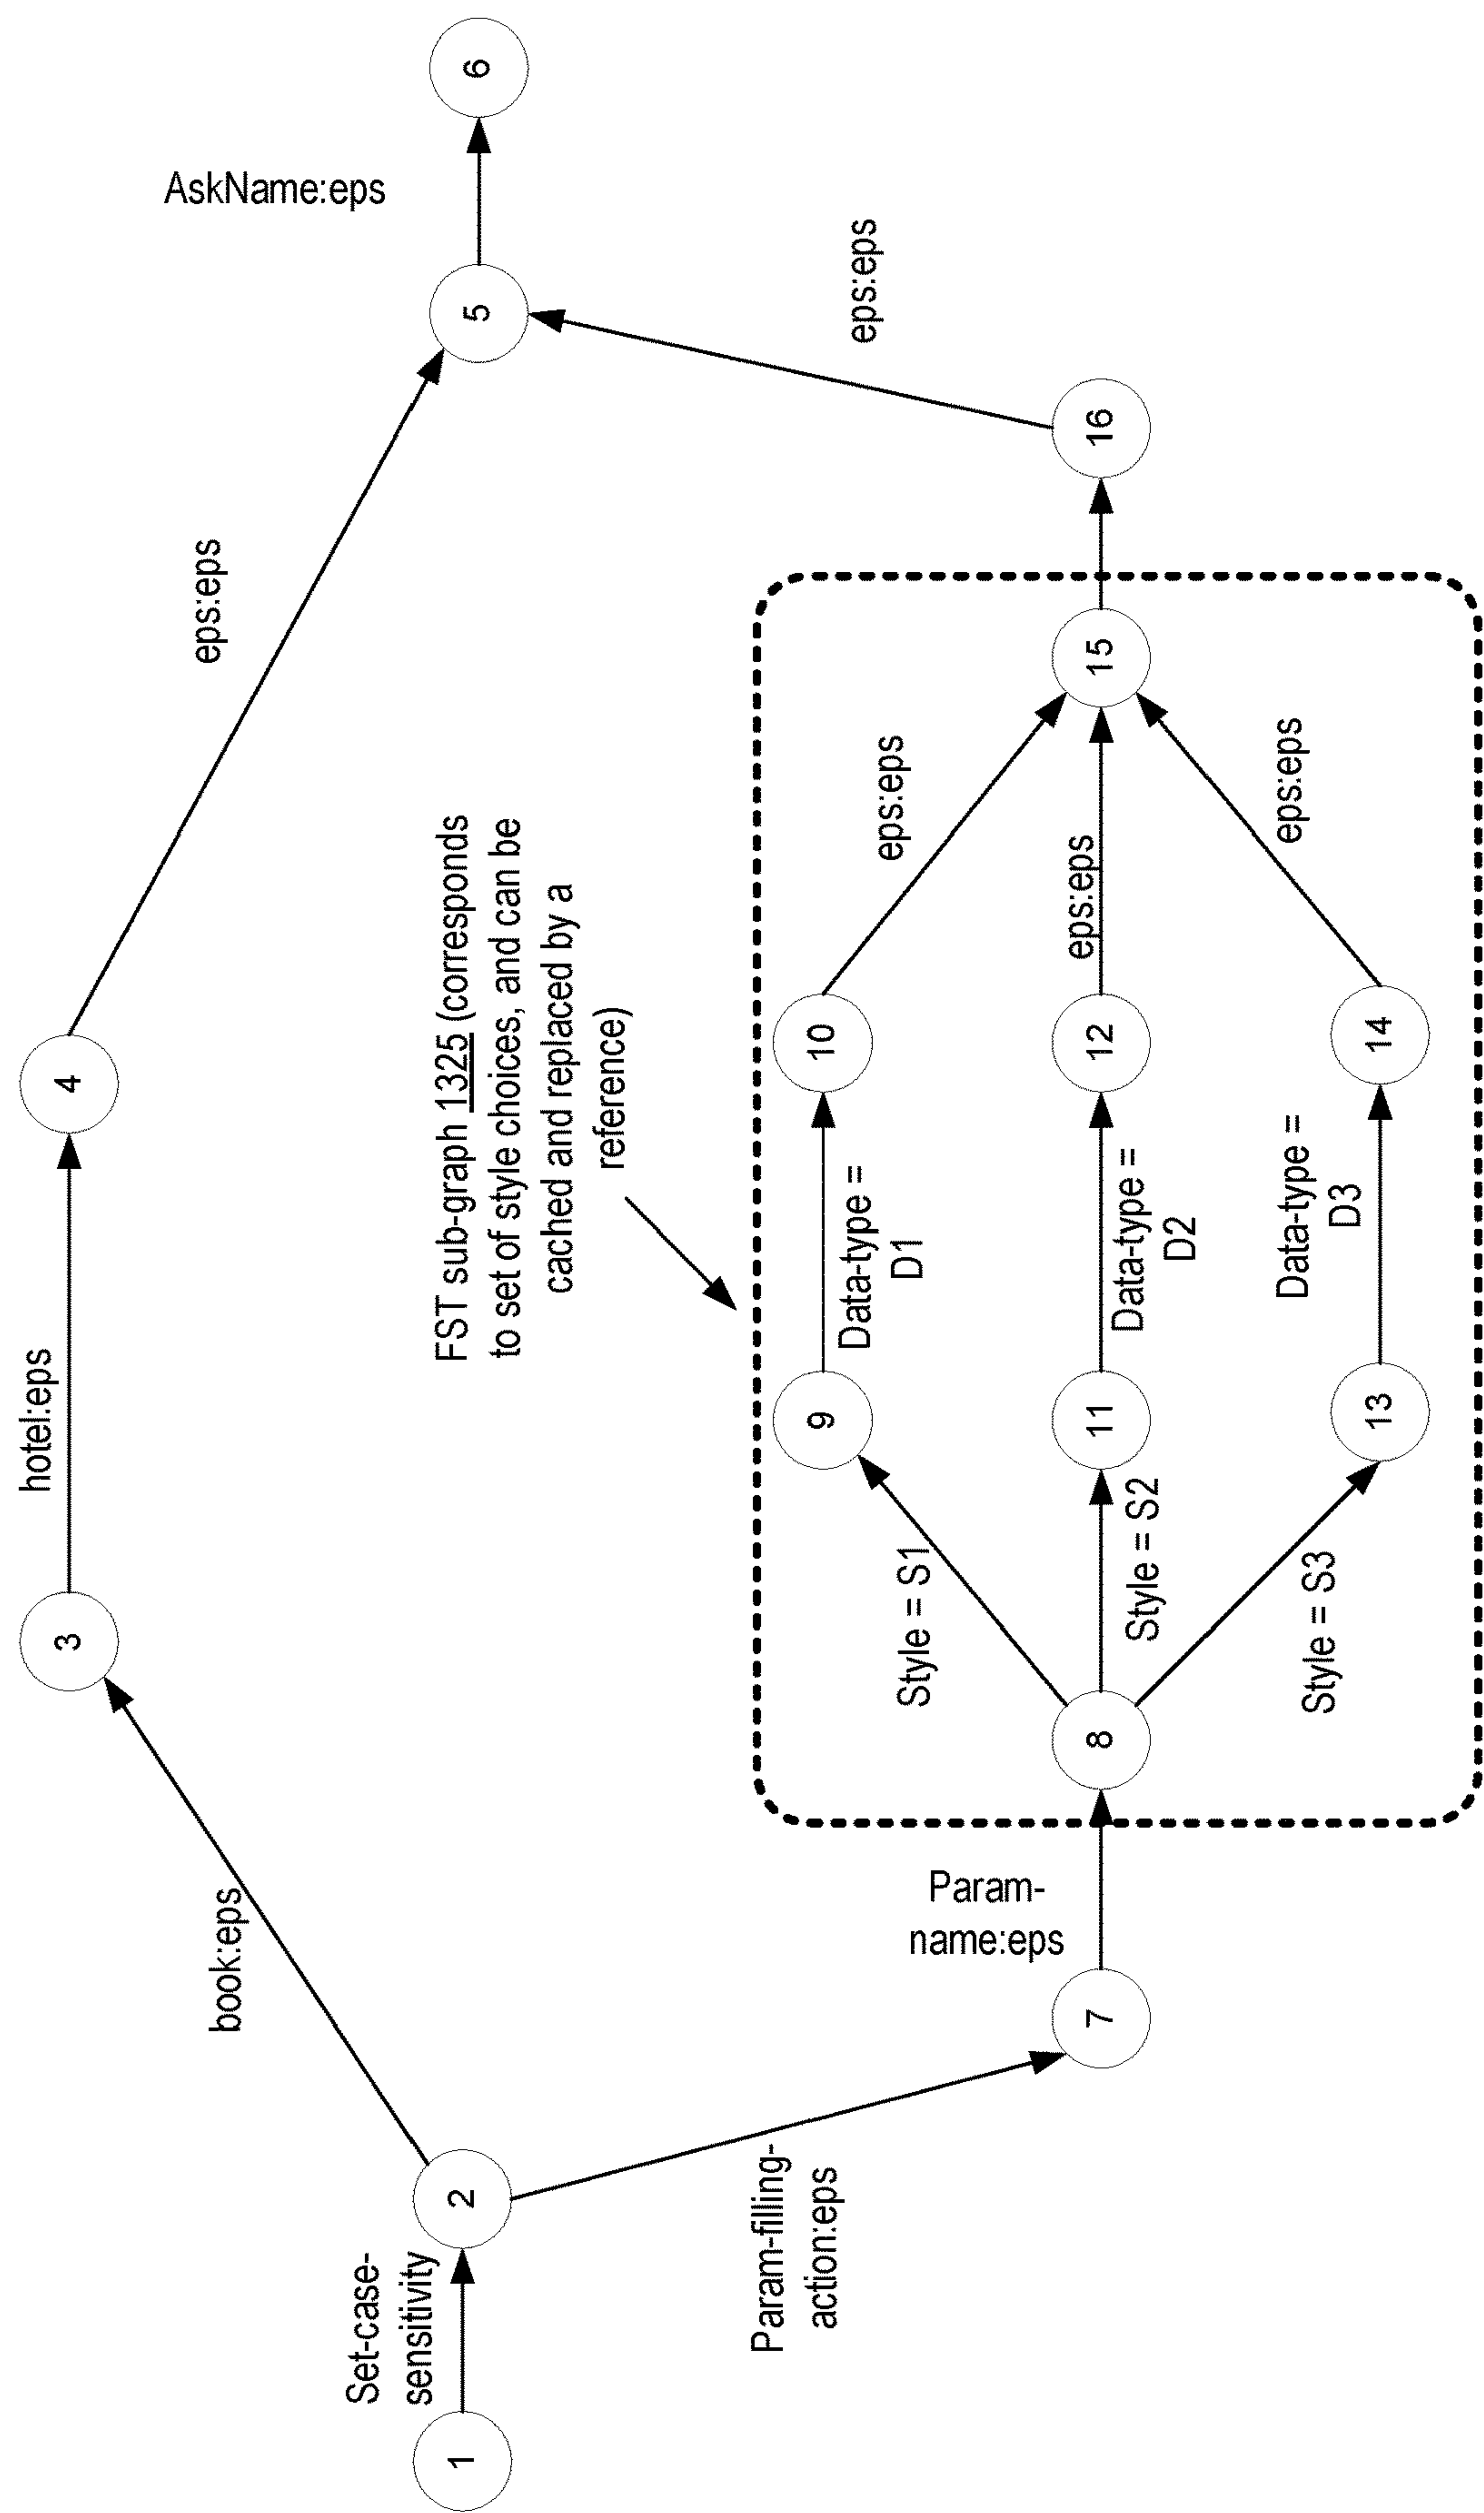 hotel:eps
3
4
book:eps
eps:eps
Set-case-
sensitivity
AskName:eps
1
2
5
6
FST sub-graph 1325 (corresponds
to set of style choices, and can be
cached and replaced by a
reference)
Param-filling-
action:eps
eps:eps
Param-
name:eps
7
8
Style = S1
9
Data-type =
D1
10
eps:eps
Style = S2
11
Data-type =
D2
12
eps:eps
15
16
Style = S3
13
Data-type =
D3
14
eps:eps